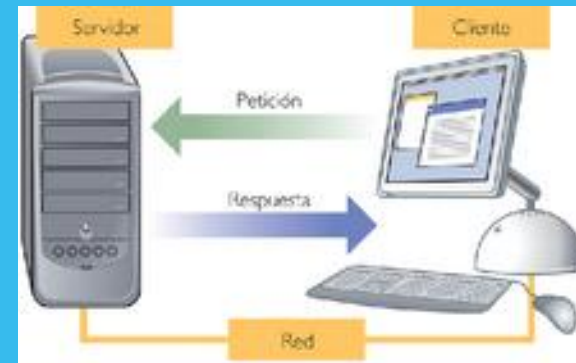 Servidor
Cliente
Petición
Respuesta
Red